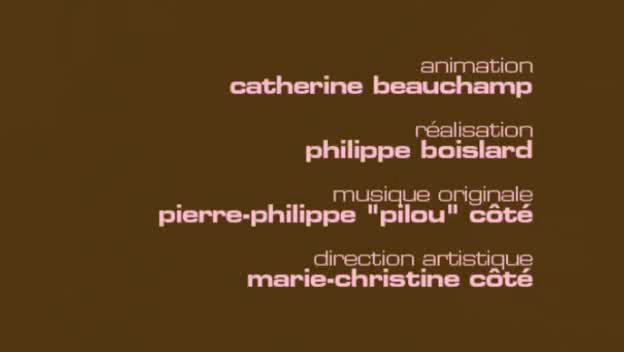 animation
catherine beauchamp
réalisation
philippe boislard
musique originale
pierre-philippe "pilou" côté
direction artistique
marie-christine côté